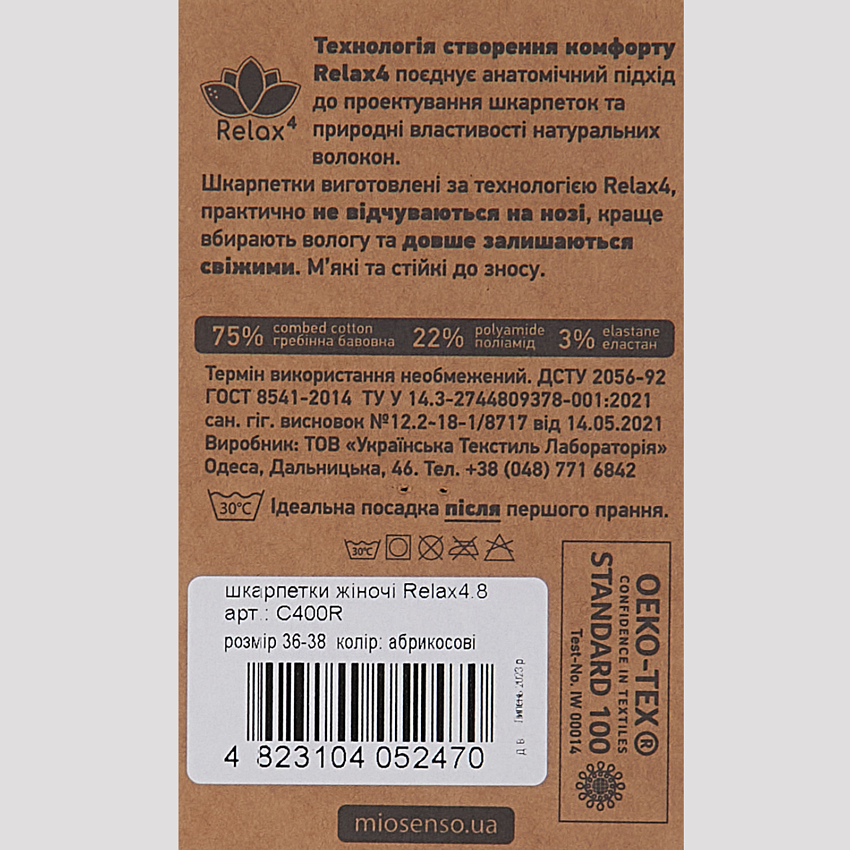 Relax4
Технологія створення комфорту
Relax4 поєднує анатомічний підхід
до проектування шкарпеток та
природні властивості натуральних
волокон.
Шкарпетки виготовлені за технологією Relax4,
практично не відчуваються на нозі, краще
вбирають вологу та довше залишаються
свіжими. М’які та стійкі до зносу.
75% combed cotton 22% polyamide 3% elastane
гребінна бавовна поліамід еластан
Термін використання необмежений. ДСТУ 2056-92
ГОСТ 8541-2014 ТУ У 14.3-2744809378-001:2021
сан. гіг. висновок №12.2-18-1/8717 від 14.05.2021
Виробник: ТОВ «Українська Текстиль Лабораторія»
Одеса, Дальницька, 46. Тел. +38 (048) 771 6842
30°C Ідеальна посадка після першого прання.
30°C
шкарпетки жіночі Relax4.8
арт.: C400R
розмір 36-38 колір: абрикосові
4 823104 052470
OEKO-TEX®
CONFIDENCE IN TEXTILES
STANDARD 100
Test-No. IW 00014
miosenso.ua